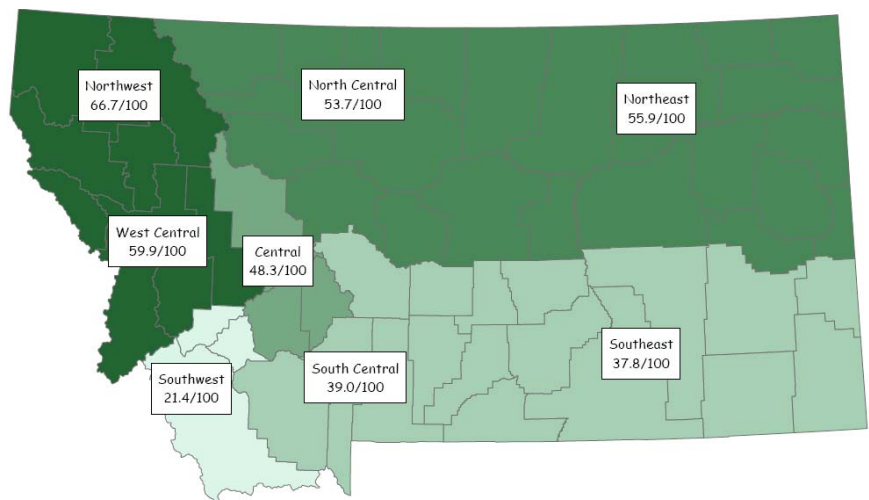 Northwest
66.7/100
North Central
53.7/100
Northeast
55.9/100
West Central
59.9/100
Central
48.3/100
Southwest
21.4/100
South Central
39.0/100
Southeast
37.8/100